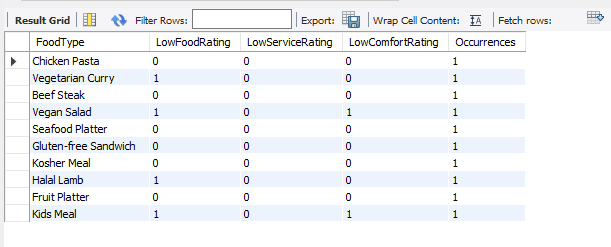 Result Grid Filter Rows: Export: Wrap Cell Content: IA Fetch rows:
FoodType LowFoodRating LowServiceRating LowComfortRating Occurrences
Chicken Pasta 0 0 0 1
Vegetarian Curry 1 0 0 1
Beef Steak 0 0 0 1
Vegan Salad 1 0 1 1
Seafood Platter 0 0 0 1
Gluten-free Sandwich 0 0 0 1
Kosher Meal 0 0 0 1
Halal Lamb 1 0 0 1
Fruit Platter 0 0 0 1
Kids Meal 1 0 1 1